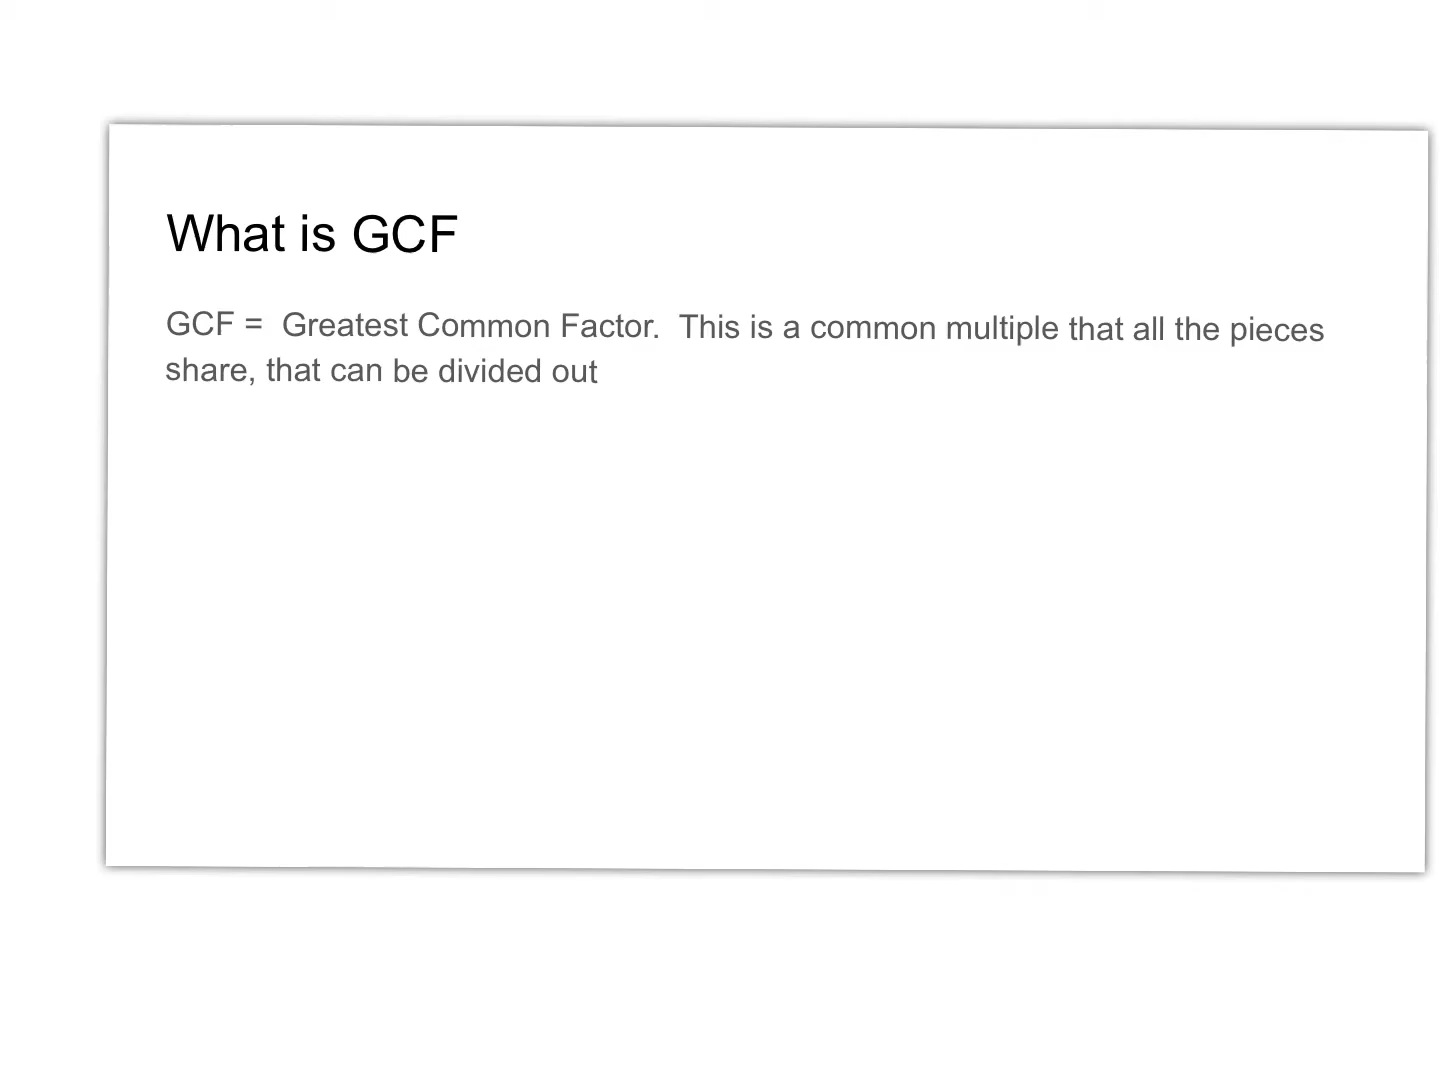 What is GCF
GCF =  Greatest Common Factor.  This is a common multiple that all the pieces
share, that can be divided out